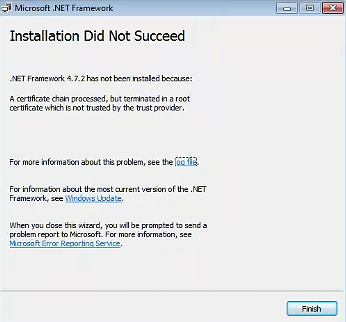 Microsoft .NET Framework
Installation Did Not Succeed
.NET Framework 4.7.2 has not been installed because:
A certificate chain processed, but terminated in a root
certificate which is not trusted by the trust provider.
For more information about this problem, see the log file.
For information about the most current version of the .NET
Framework, see Windows Update.
When you close this wizard, you will be prompted to send a
problem report to Microsoft. For more information, see
Microsoft Error Reporting Service.
Finish